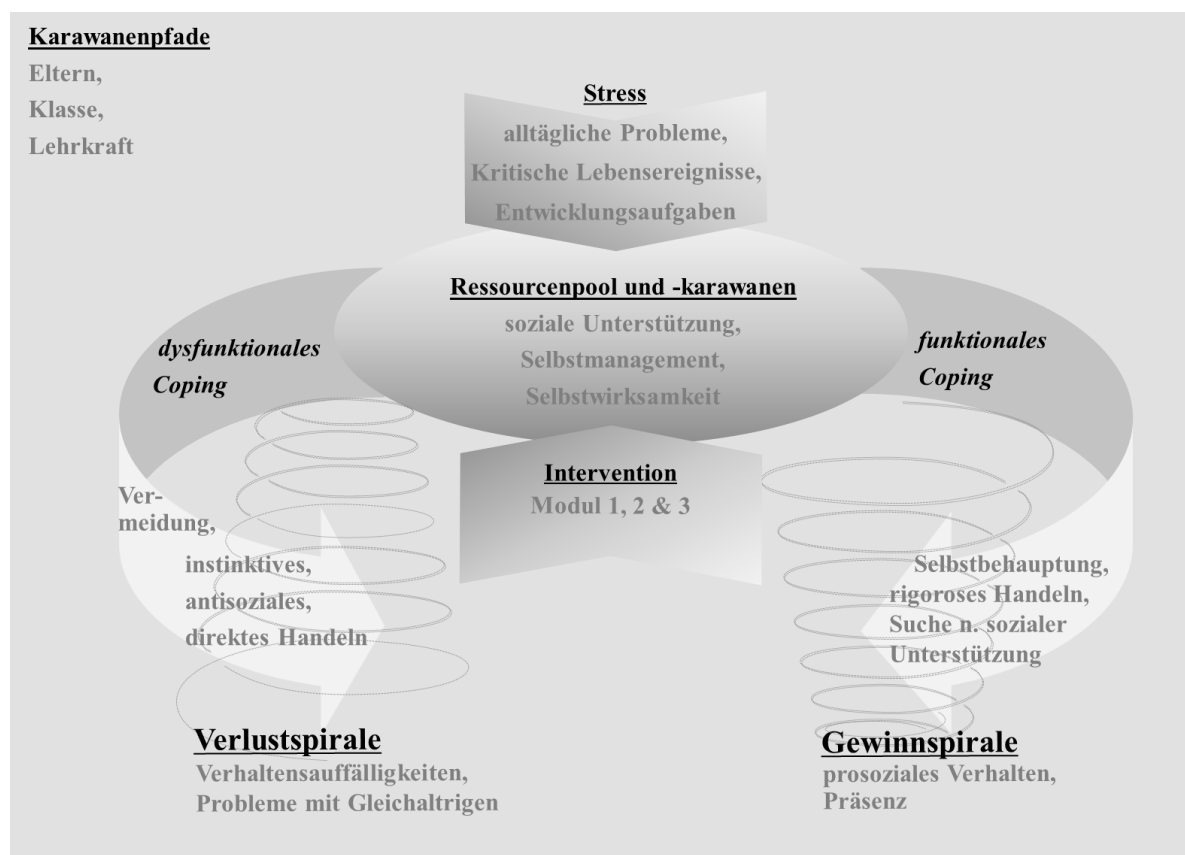 Karawanenpfade
Eltern,
Klasse,
Lehrkraft
Stress
alltägliche Probleme,
Kritische Lebensereignisse,
Entwicklungsaufgaben
Ressourcenpool und -karawanen
soziale Unterstützung,
Selbstmanagement,
Selbstwirksamkeit
dysfunktionales
Coping
funktionales
Coping
Intervention
Modul 1, 2 & 3
Ver-
meidung,
instinktives,
antisoziales,
direktes Handeln
Selbstbehauptung,
rigoroses Handeln,
Suche n. sozialer
Unterstützung
Verlustspirale
Verhaltensauffälligkeiten,
Probleme mit Gleichaltrigen
Gewinnspirale
prosoziales Verhalten,
Präsenz